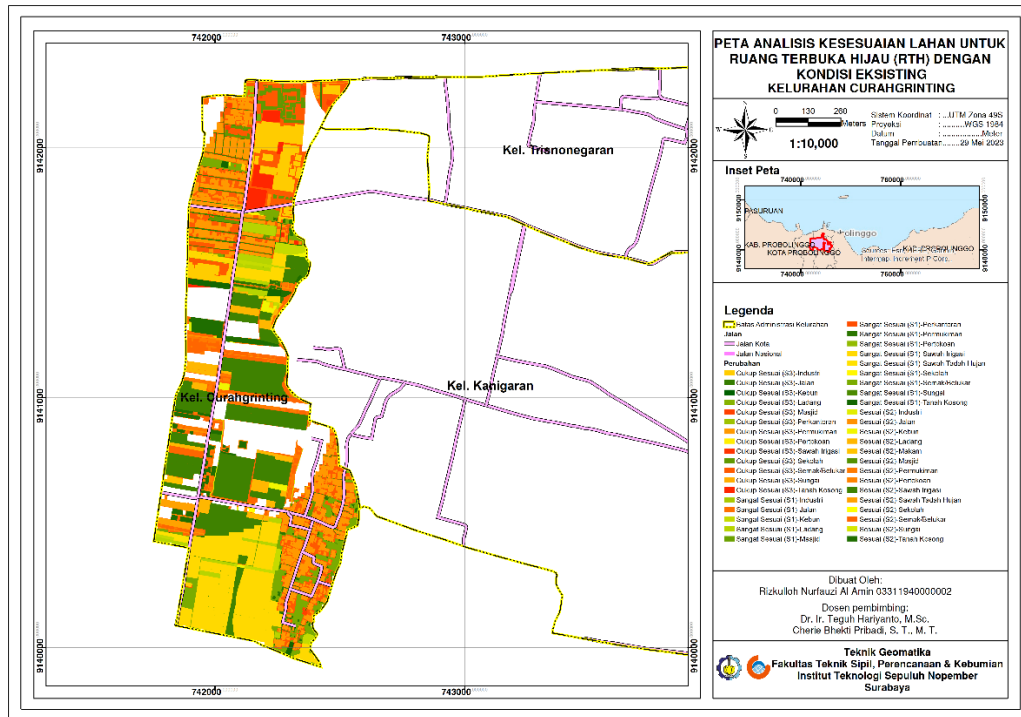 742000
743000
9142000
9142000
9141000
9141000
9140000
9140000
742000
743000
Kel. Trisnonegaran
Kel. Kanigaran
Kel. Curahgrinting
PETA ANALISIS KESESUAIAN LAHAN UNTUK
RUANG TERBUKA HIJAU (RTH) DENGAN
KONDISI EKSISTING
KELURAHAN CURAHGRINTING
N
W
E
S
0 130 260
Meters
1:10,000
Sistem Koordinat : ...UTM Zona 49S
Proyeksi :..........WGS 1984
Datum :.................Meter
Tanggal Pembuatan:.......29 Mei 2023
Inset Peta
740000
760000
9150000
9150000
9140000
9140000
PASURUAN
KAB. PROBOLINGGO
KOTA PROBOLINGGO
740000
760000
Legenda
Batas Administrasi Kelurahan
Jalan
Jalan Kota
Jalan Nasional
Perubahan
Cukup Sesuai (S3)-Industri
Cukup Sesuai (S3)-Jalan
Cukup Sesuai (S3)-Kebun
Cukup Sesuai (S3)-Ladang
Cukup Sesuai (S3) Masjid
Cukup Sesuai (S3) Perkantoran
Cukup Sesuai (S3)-Permukiman
Cukup Sesuai (S3)-Pertokoan
Cukup Sesuai (S3)-Sawah Irigasi
Cukup Sesuai (S3) Sekolah
Cukup Sesuai (S3)-Semak/Belukar
Cukup Sesuai (S3)-Sungai
Cukup Sesuai (S3)-Tanah Kosong
Sangat Sesuai (S1)-Industri
Sangat Sesuai (S1) Jalan
Sangat Sesuai (S1)-Kebun
Sangat Sesuai (S1)-Ladang
Sangat Sesuai (S1)-Masjid
Sangat Sesuai (S1)-Perkantoran
Sangat Sesuai (S1)-Permukiman
Sangat Sesuai (S1)-Pertokoan
Sangat Sesuai (S1) Sawah Irigasi
Sangat Sesuai (S1) Sawah Tadah Hujan
Sangat Sesuai (S1) Sekolah
Sangat Sesuai (S1)-Semak/Belukar
Sangat Sesuai (S1)-Sungai
Sangat Sesuai (S1) Tanah Kosong
Sesuai (S2) Industri
Sesuai (S2) Jalan
Sesuai (S2)-Kebun
Sesuai (S2)-Ladang
Sesuai (S2)-Makam
Sesuai (S2) Masjid
Sesuai (S2)-Permukiman
Sesuai (S2)-Pertokoan
Sesuai (S2)-Sawah Irigasi
Sesuai (S2)-Sawah Tadah Hujan
Sesuai (S2) Sekolah
Sesuai (S2)-Semak/Belukar
Sesuai (S2)-Sungai
Sesuai (S2)-Tanah Kosong
Dibuat Oleh:
Rizkulloh Nurfauzi Al Amin 03311940000002
Dosen pembimbing:
Dr. Ir. Teguh Hariyanto, M.Sc.
Cherie Bhekti Pribadi, S. T., M. T.
Teknik Geomatika
Fakultas Teknik Sipil, Perencanaan & Kebumian
Institut Teknologi Sepuluh Nopember
Surabaya